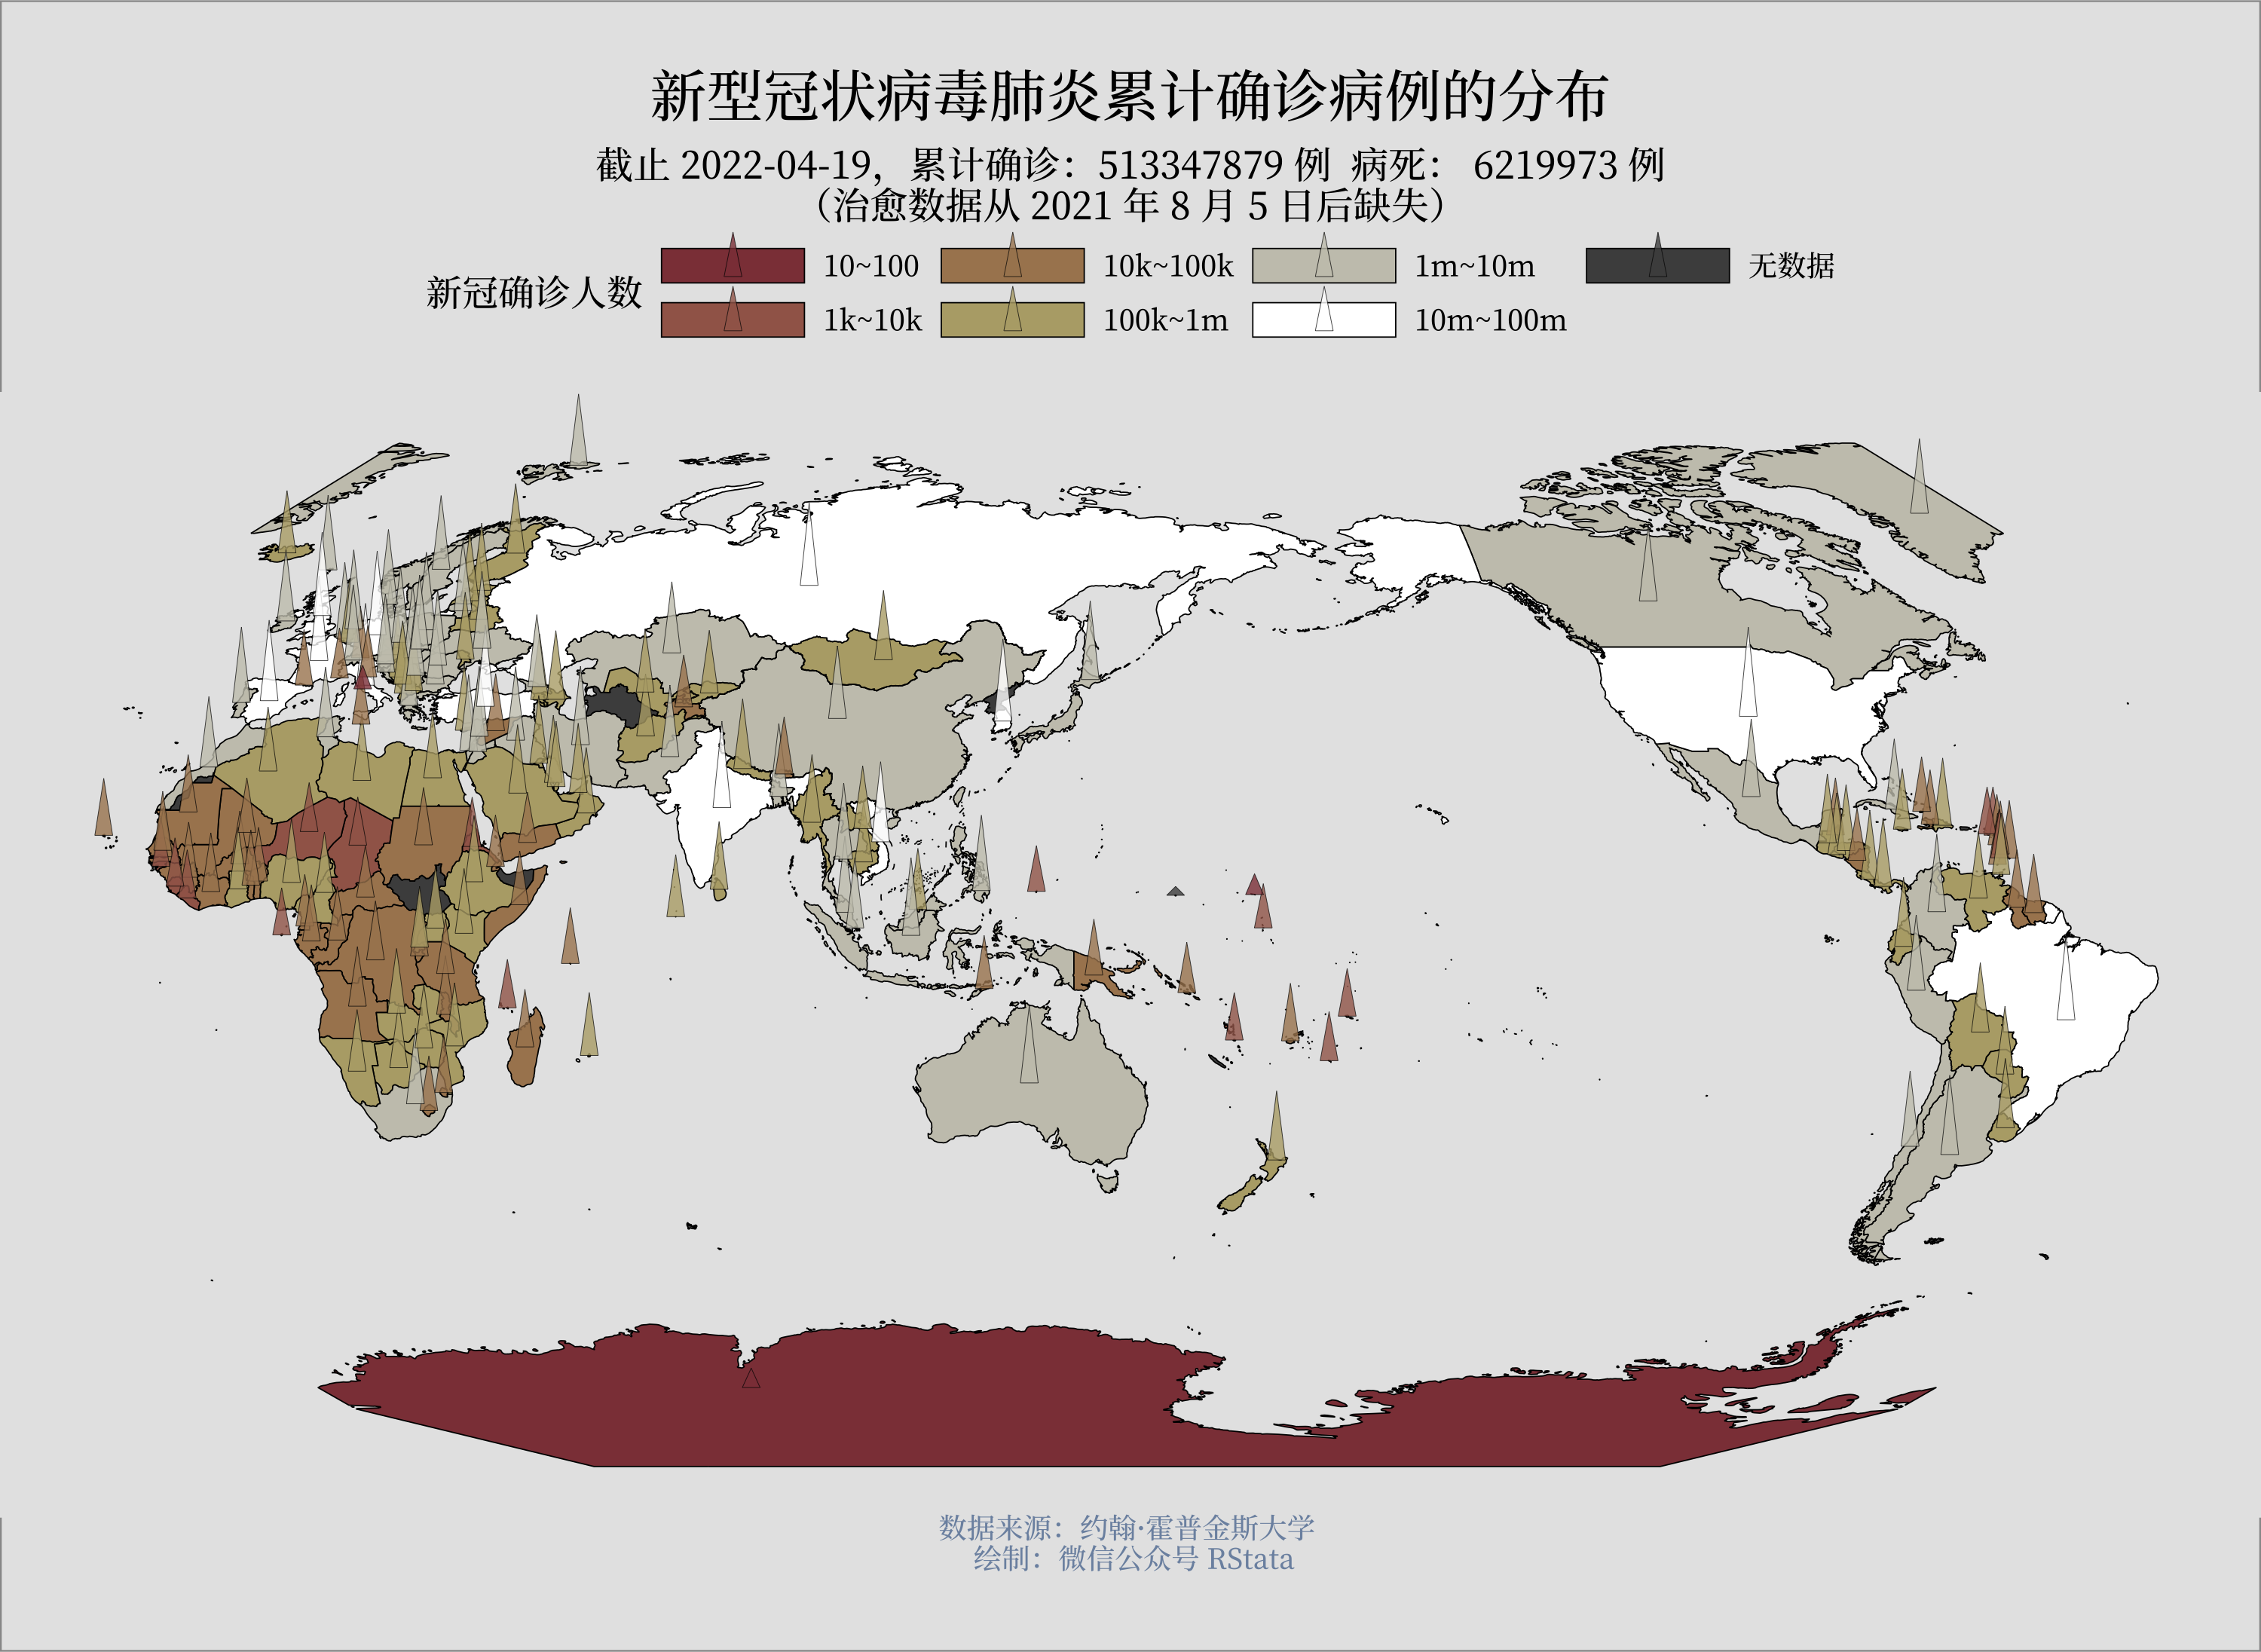 新型冠状病毒肺炎累计确诊病例的分布
截止 2022-04-19，累计确诊：513347879 例 病死： 6219973 例
（治愈数据从 2021 年 8 月 5 日后缺失）
新冠确诊人数
10~100
10k~100k
1m~10m
无数据
1k~10k
100k~1m
10m~100m
数据来源：约翰·霍普金斯大学
绘制：微信公众号 RStata